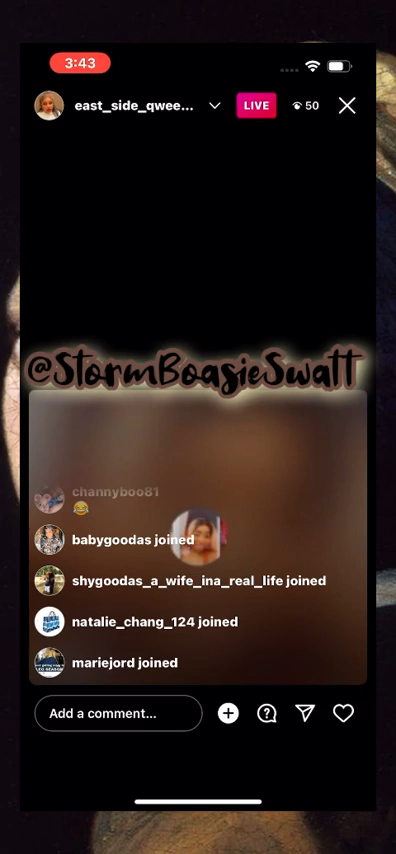 3:43
east_side_qwee...
LIVE
50
@StormBoasieSwatt
channyboo81
😂
babygoodas joined
shygoodas_a_wife_ina_real_life joined
natalie_chang_124 joined
mariejord joined
Add a comment...